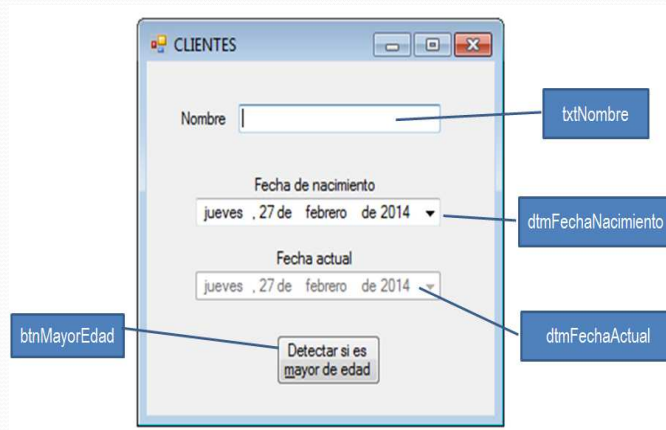 CLIENTES
Nombre
txtNombre
Fecha de nacimiento
jueves , 27 de febrero de 2014
dtmFechaNacimiento
Fecha actual
jueves , 27 de febrero de 2014
dtmFechaActual
btnMayorEdad
Detectar si es
mayor de edad